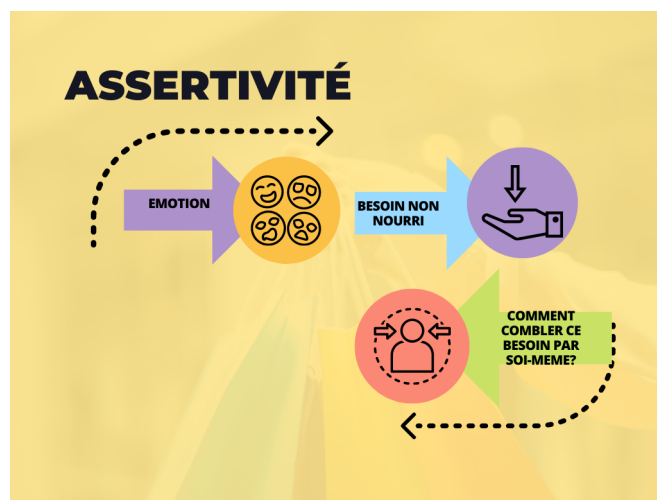 ASSERTIVITÉ
EMOTION
BESOIN NON
NOURRI
COMMENT
COMBLER CE
BESOIN PAR
SOI-MEME?